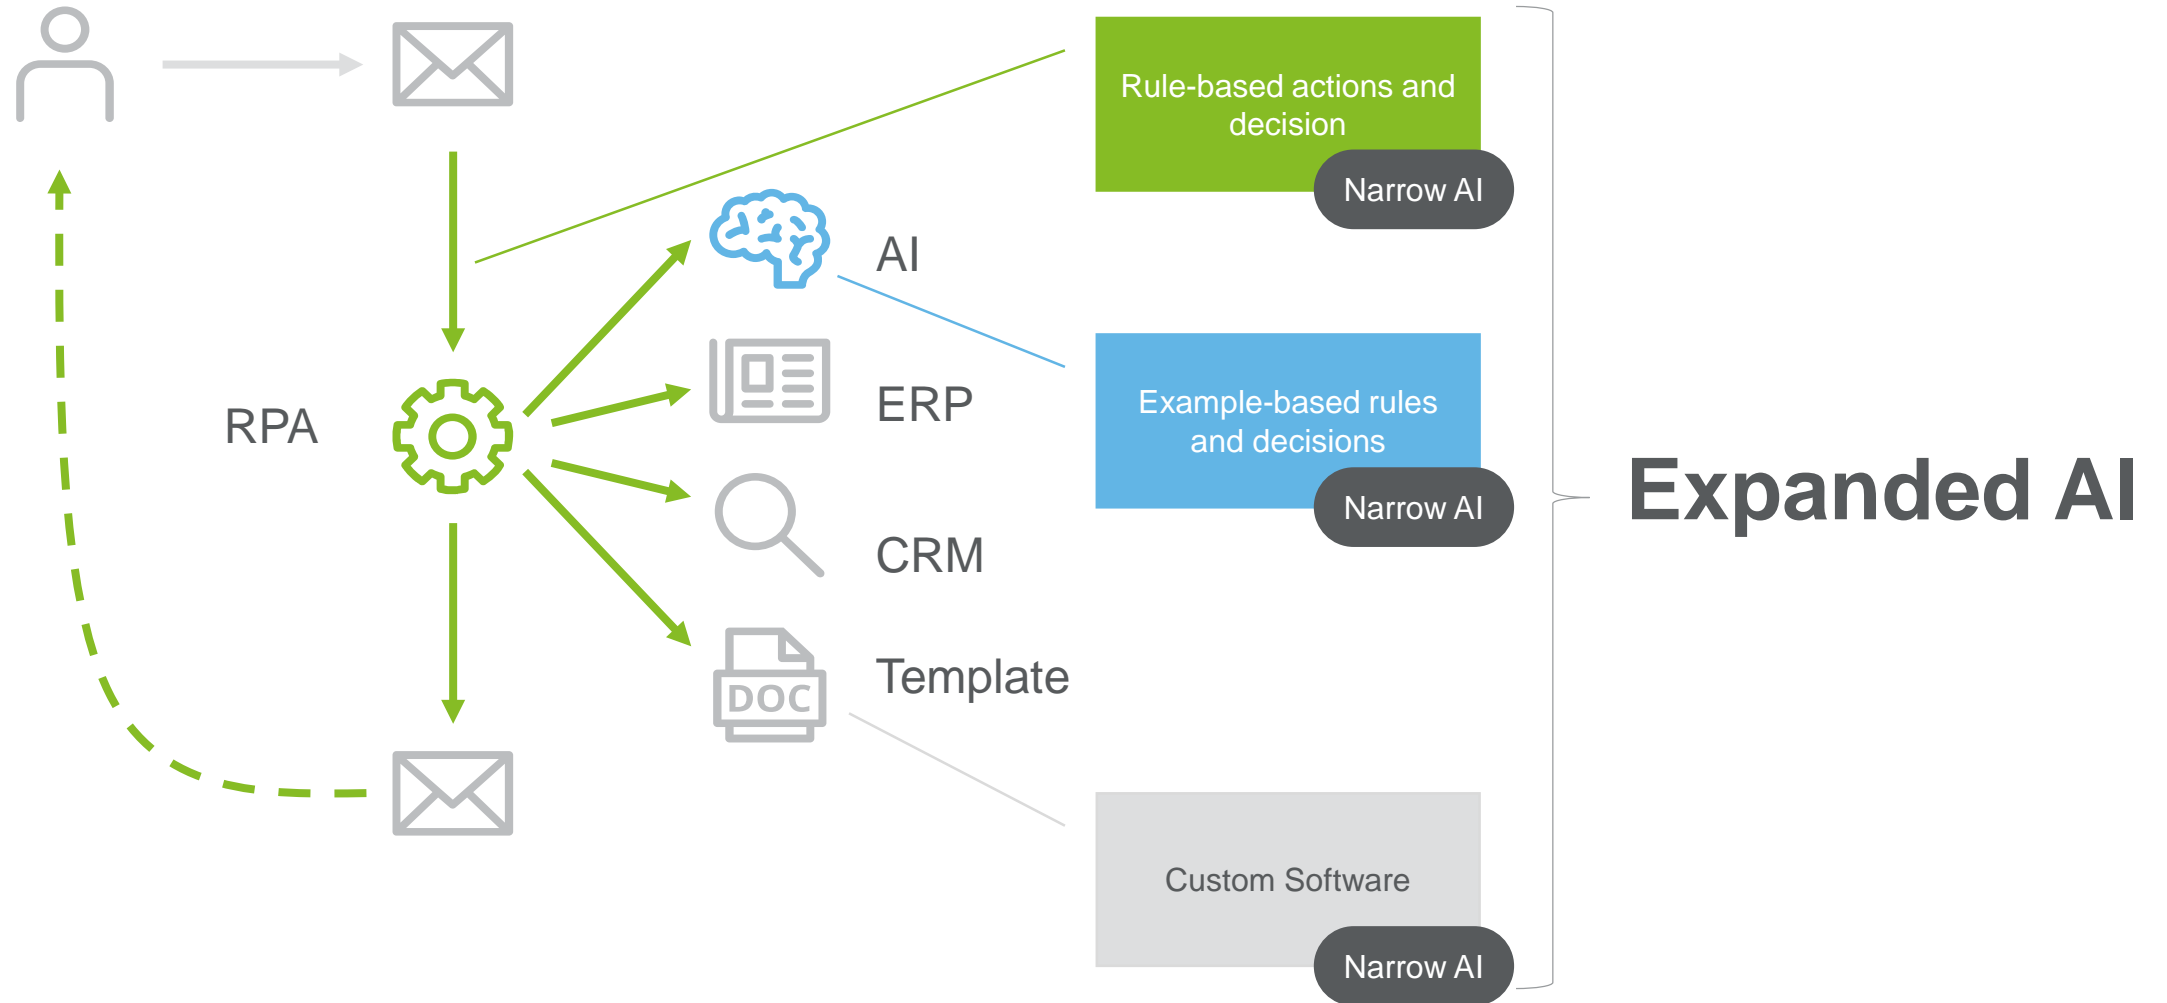 Rule-based actions and
decision
Narrow AI
AI
RPA
ERP
Example-based rules
and decisions
Narrow AI
Expanded AI
CRM
Template
DOC
Custom Software
Narrow AI